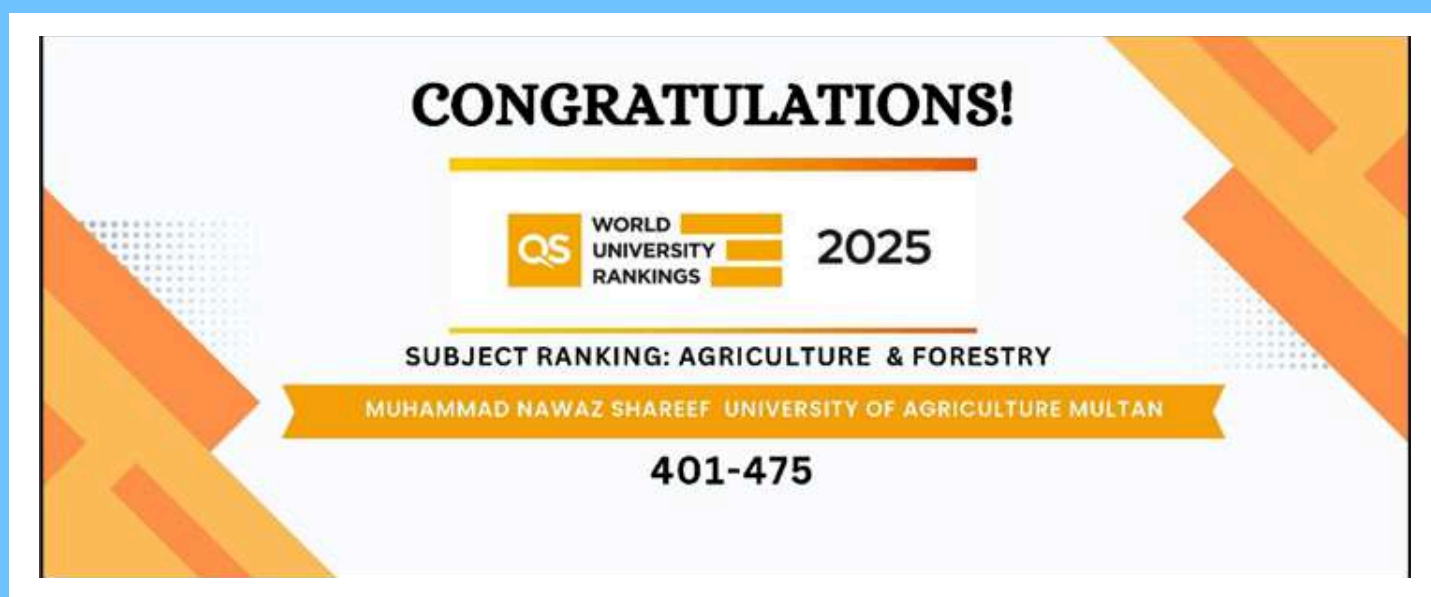 CONGRATULATIONS!
QS
WORLD
UNIVERSITY
RANKINGS
2025
SUBJECT RANKING: AGRICULTURE & FORESTRY
MUHAMMAD NAWAZ SHAREEF UNIVERSITY OF AGRICULTURE MULTAN
401-475